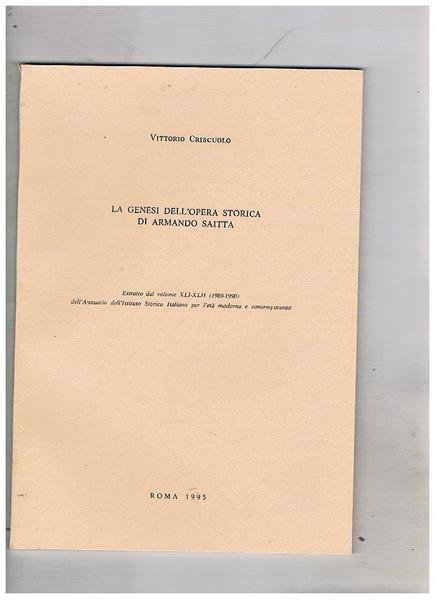 VITTORIO CRISCUOLO
LA GENESI DELL'OPERA STORICA
DI ARMANDO SAITTA
Estratto dal volume XLI-XLII (1989-1990)
dell'Annuario dell'Istituto Storico Italiano per l'età moderna e contemporanea
ROMA 1995